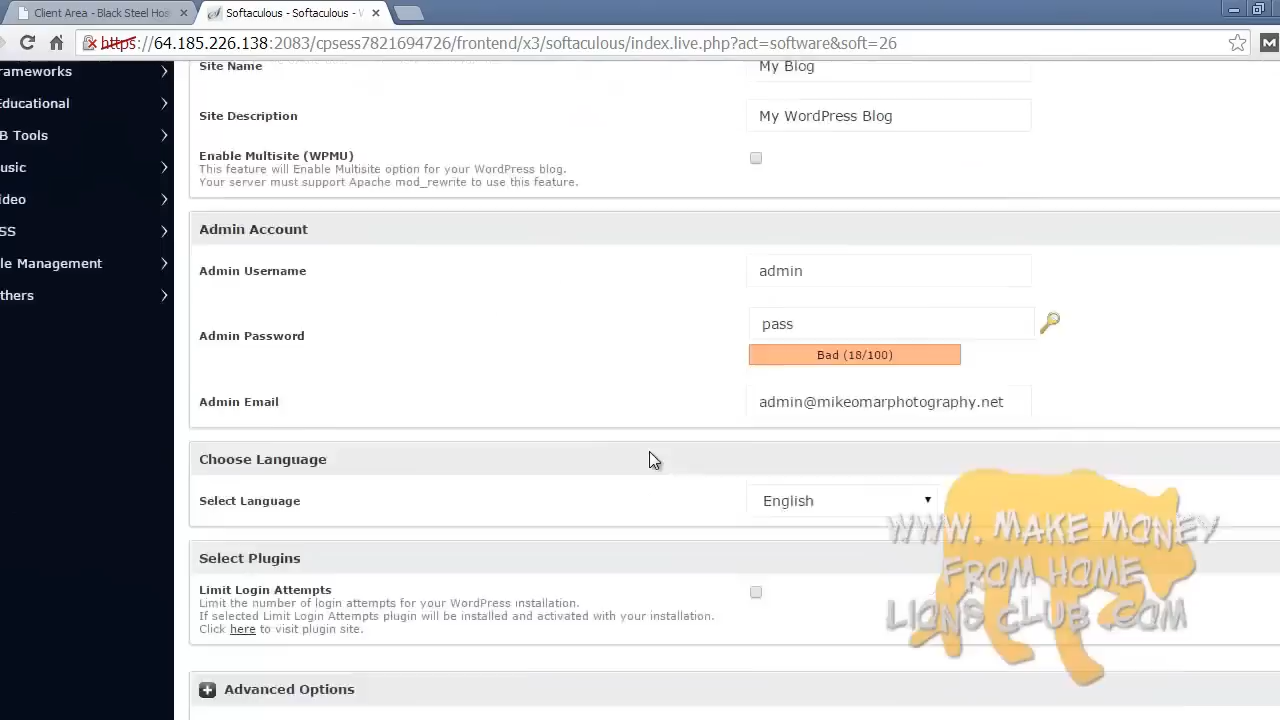 Client Area - Black Steel Hos
Softaculous - Softaculous - W
https://64.185.226.138:2083/cpsess7821694726/frontend/x3/softaculous/index.live.php?act=software&soft=26
rameworks
Educational
B Tools
usic
ideo
SS
le Management
thers
Site Name
My Blog
Site Description
My WordPress Blog
Enable Multisite (WPMU)
This feature will Enable Multisite option for your WordPress blog.
Your server must support Apache mod_rewrite to use this feature.
Admin Account
Admin Username
admin
Admin Password
pass
Bad (18/100)
Admin Email
admin@mikeomarphotography.net
Choose Language
Select Language
English
Select Plugins
Limit Login Attempts
Limit the number of login attempts for your WordPress installation.
If selected Limit Login Attempts plugin will be installed and activated with your installation.
Click here to visit plugin site.
Advanced Options
WWW. MAKE MONEY
FROM HOME
LIONS CLUB .COM